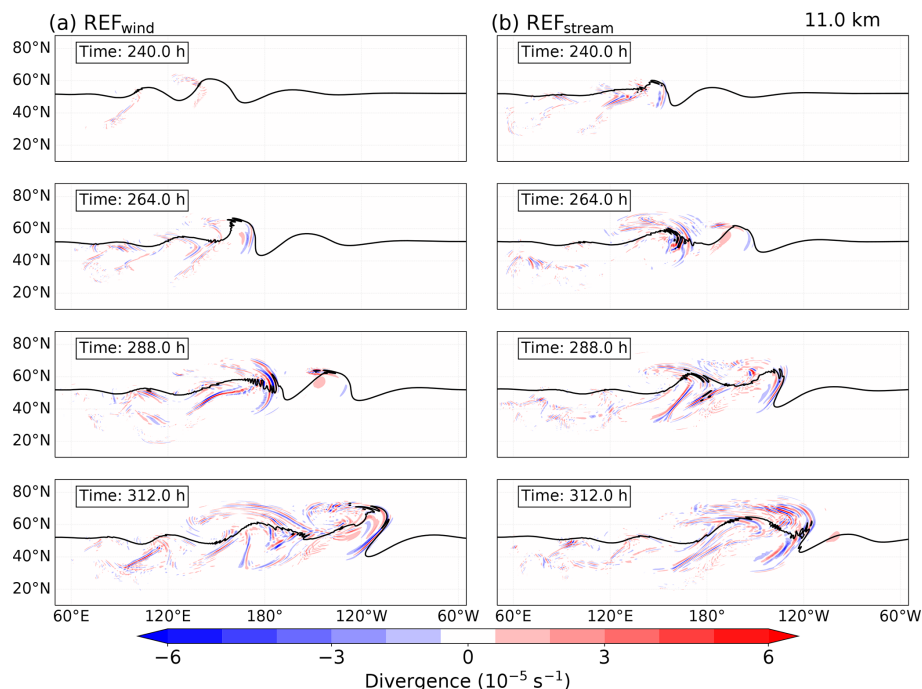 (a) REFwind
(b) REFstream
11.0 km
80°N
60°N
40°N
20°N
Time: 240.0 h
Time: 240.0 h
80°N
60°N
40°N
20°N
Time: 264.0 h
Time: 264.0 h
80°N
60°N
40°N
20°N
Time: 288.0 h
Time: 288.0 h
80°N
60°N
40°N
20°N
Time: 312.0 h
Time: 312.0 h
60°E 120°E 180° 120°W 60°W
60°E 120°E 180° 120°W 60°W
−6 −3 0 3 6
Divergence (10⁻⁵ s⁻¹)